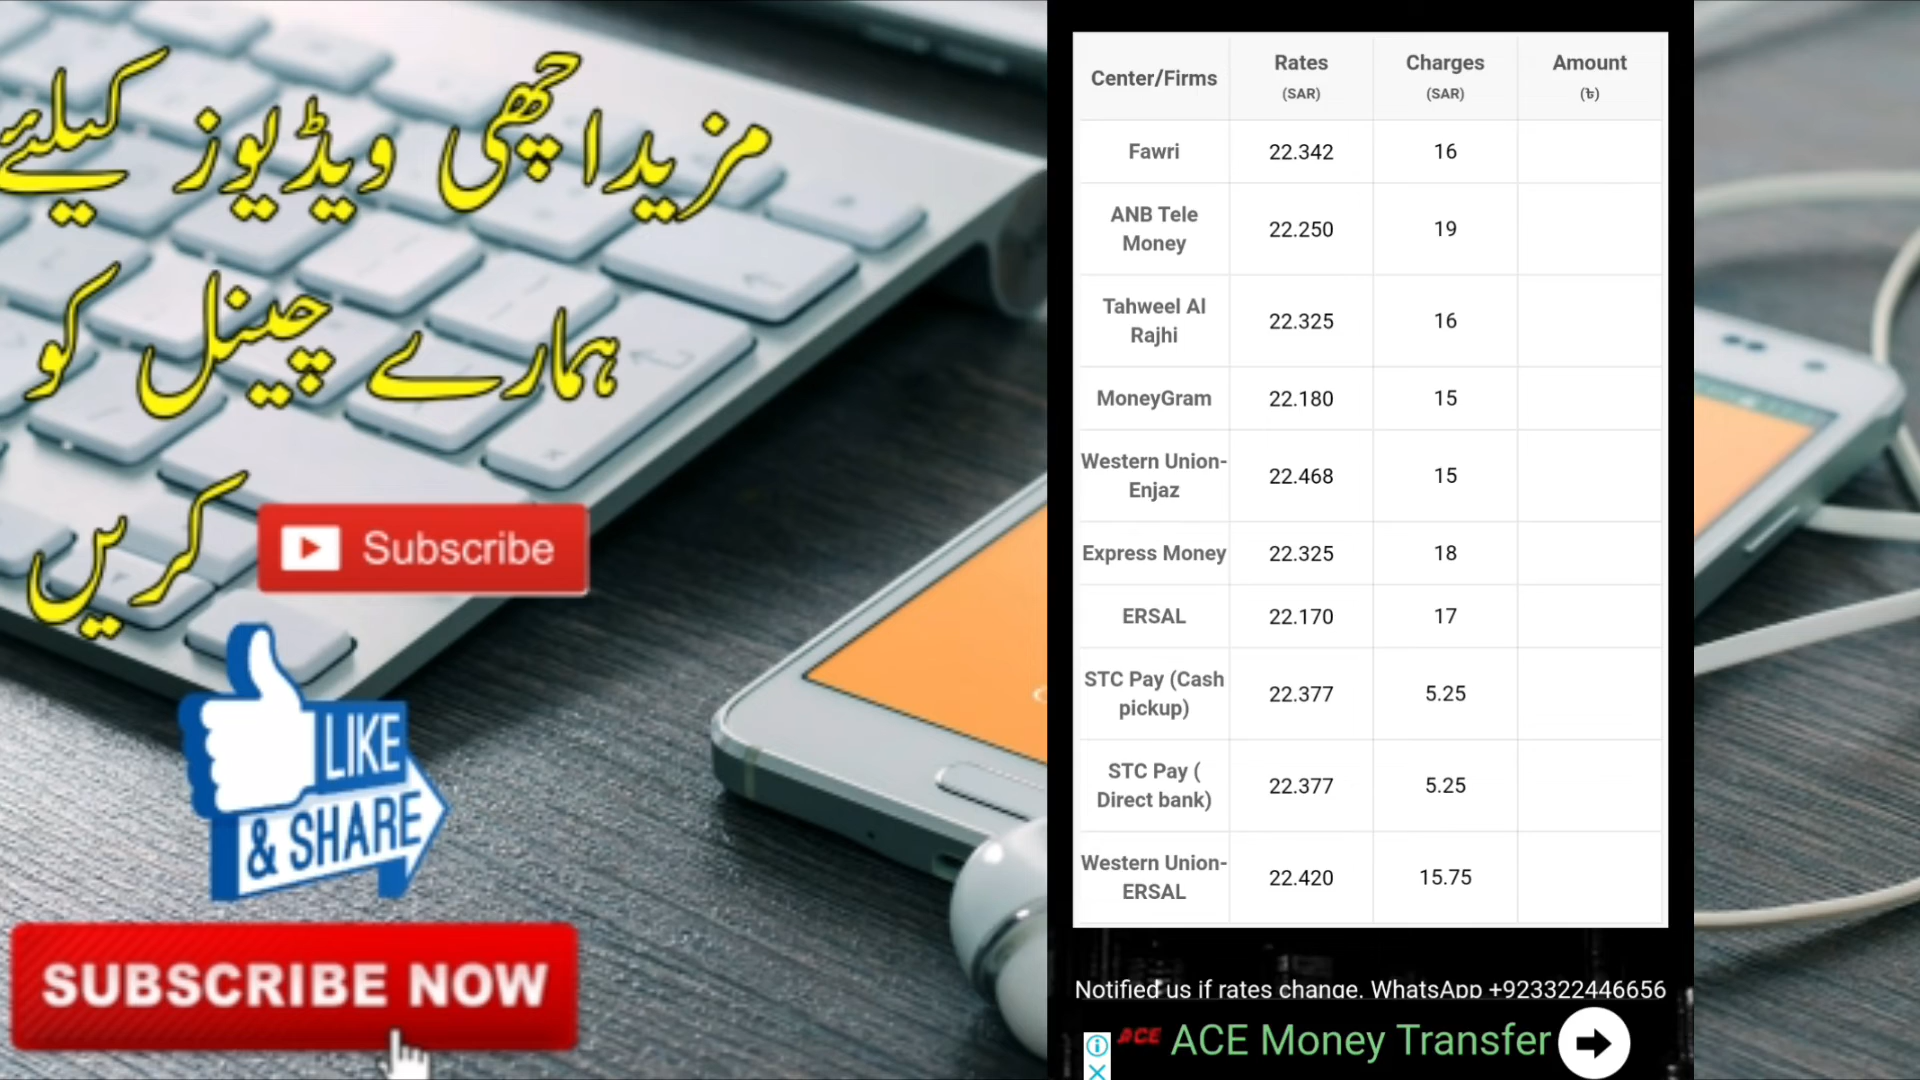 مزید اچھی ویڈیوز کیلئے
ہمارے چینل کو
کریں
Subscribe
LIKE
& SHARE
SUBSCRIBE NOW
Center/Firms Rates (SAR) Charges (SAR) Amount (৳)
Fawri 22.342 16
ANB Tele Money 22.250 19
Tahweel Al Rajhi 22.325 16
MoneyGram 22.180 15
Western Union-Enjaz 22.468 15
Express Money 22.325 18
ERSAL 22.170 17
STC Pay (Cash pickup) 22.377 5.25
STC Pay ( Direct bank) 22.377 5.25
Western Union-ERSAL 22.420 15.75
Notified us if rates change. WhatsApp +923322446656
ACE ACE Money Transfer